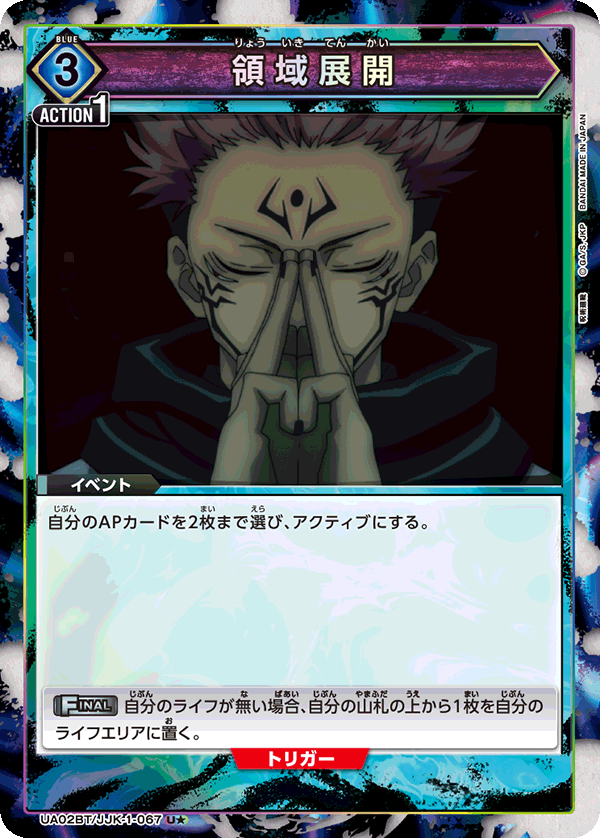 BLUE
3
りょう いき てん かい
領域展開
ACTION 1
©GA/S, JKP BANDAI MADE IN JAPAN
呪術廻戦
イベント
じぶん まい えら
自分のAPカードを2枚まで選び、アクティブにする。
じぶん な ばあい じぶん やまふだ うえ まい じぶん
FINAL 自分のライフが無い場合、自分の山札の上から1枚を自分の
お
ライフエリアに置く。
トリガー
UA02BT/JJK-1-067 U★